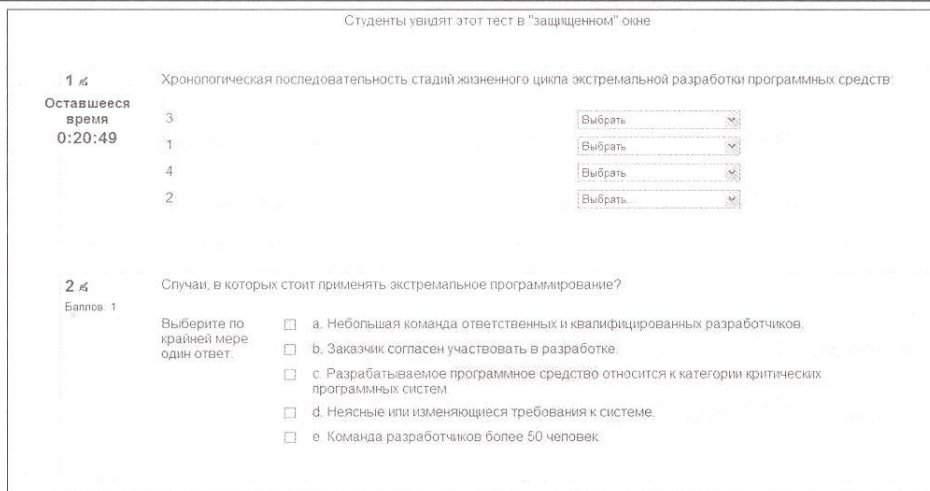 Студенты увидят этот тест в "защищенном" окне
1
Хронологическая последовательность стадий жизненного цикла экстремальной разработки программных средств:
Оставшееся
время
0:20:49
3 Выбрать
1 Выбрать
4 Выбрать
2 Выбрать...
2
Случаи, в которых стоит применять экстремальное программирование?
Баллов: 1
Выберите по
крайней мере
один ответ:
a. Небольшая команда ответственных и квалифицированных разработчиков.
b. Заказчик согласен участвовать в разработке.
c. Разрабатываемое программное средство относится к категории критических
программных систем.
d. Неясные или изменяющиеся требования к системе.
e. Команда разработчиков более 50 человек.